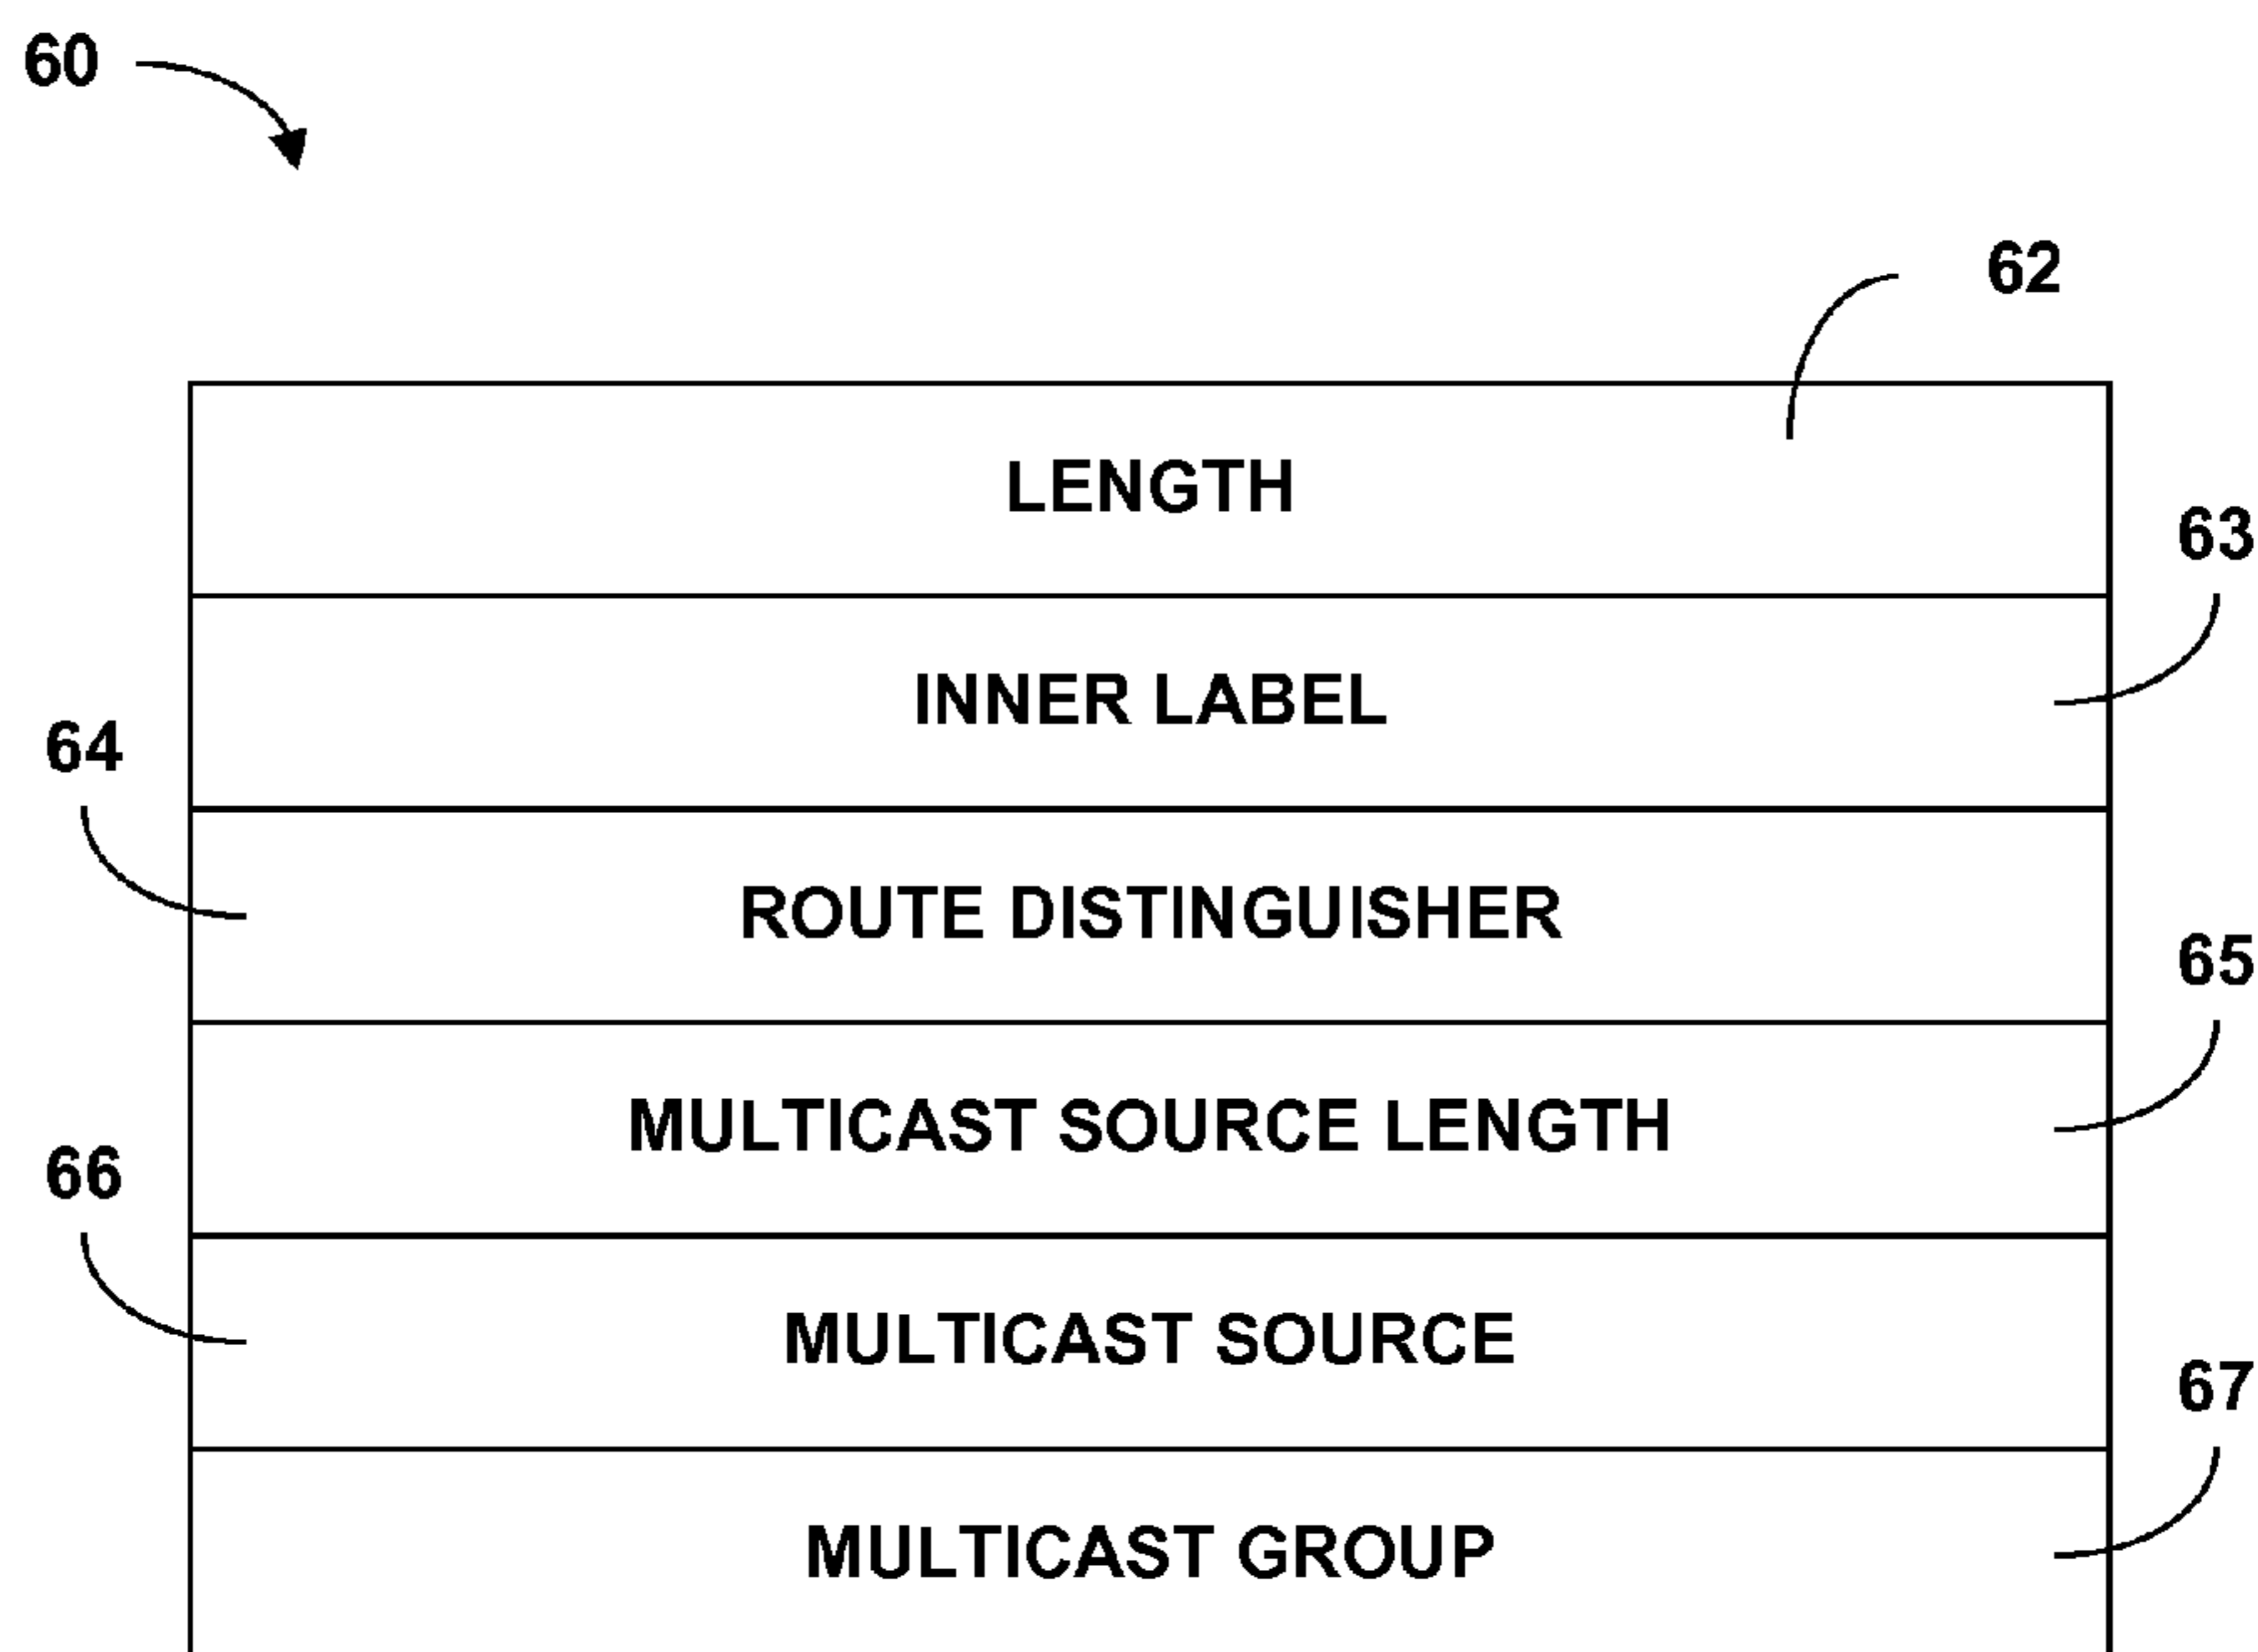 60
62
LENGTH
63
INNER LABEL
64
ROUTE DISTINGUISHER
65
MULTICAST SOURCE LENGTH
66
MULTICAST SOURCE
67
MULTICAST GROUP